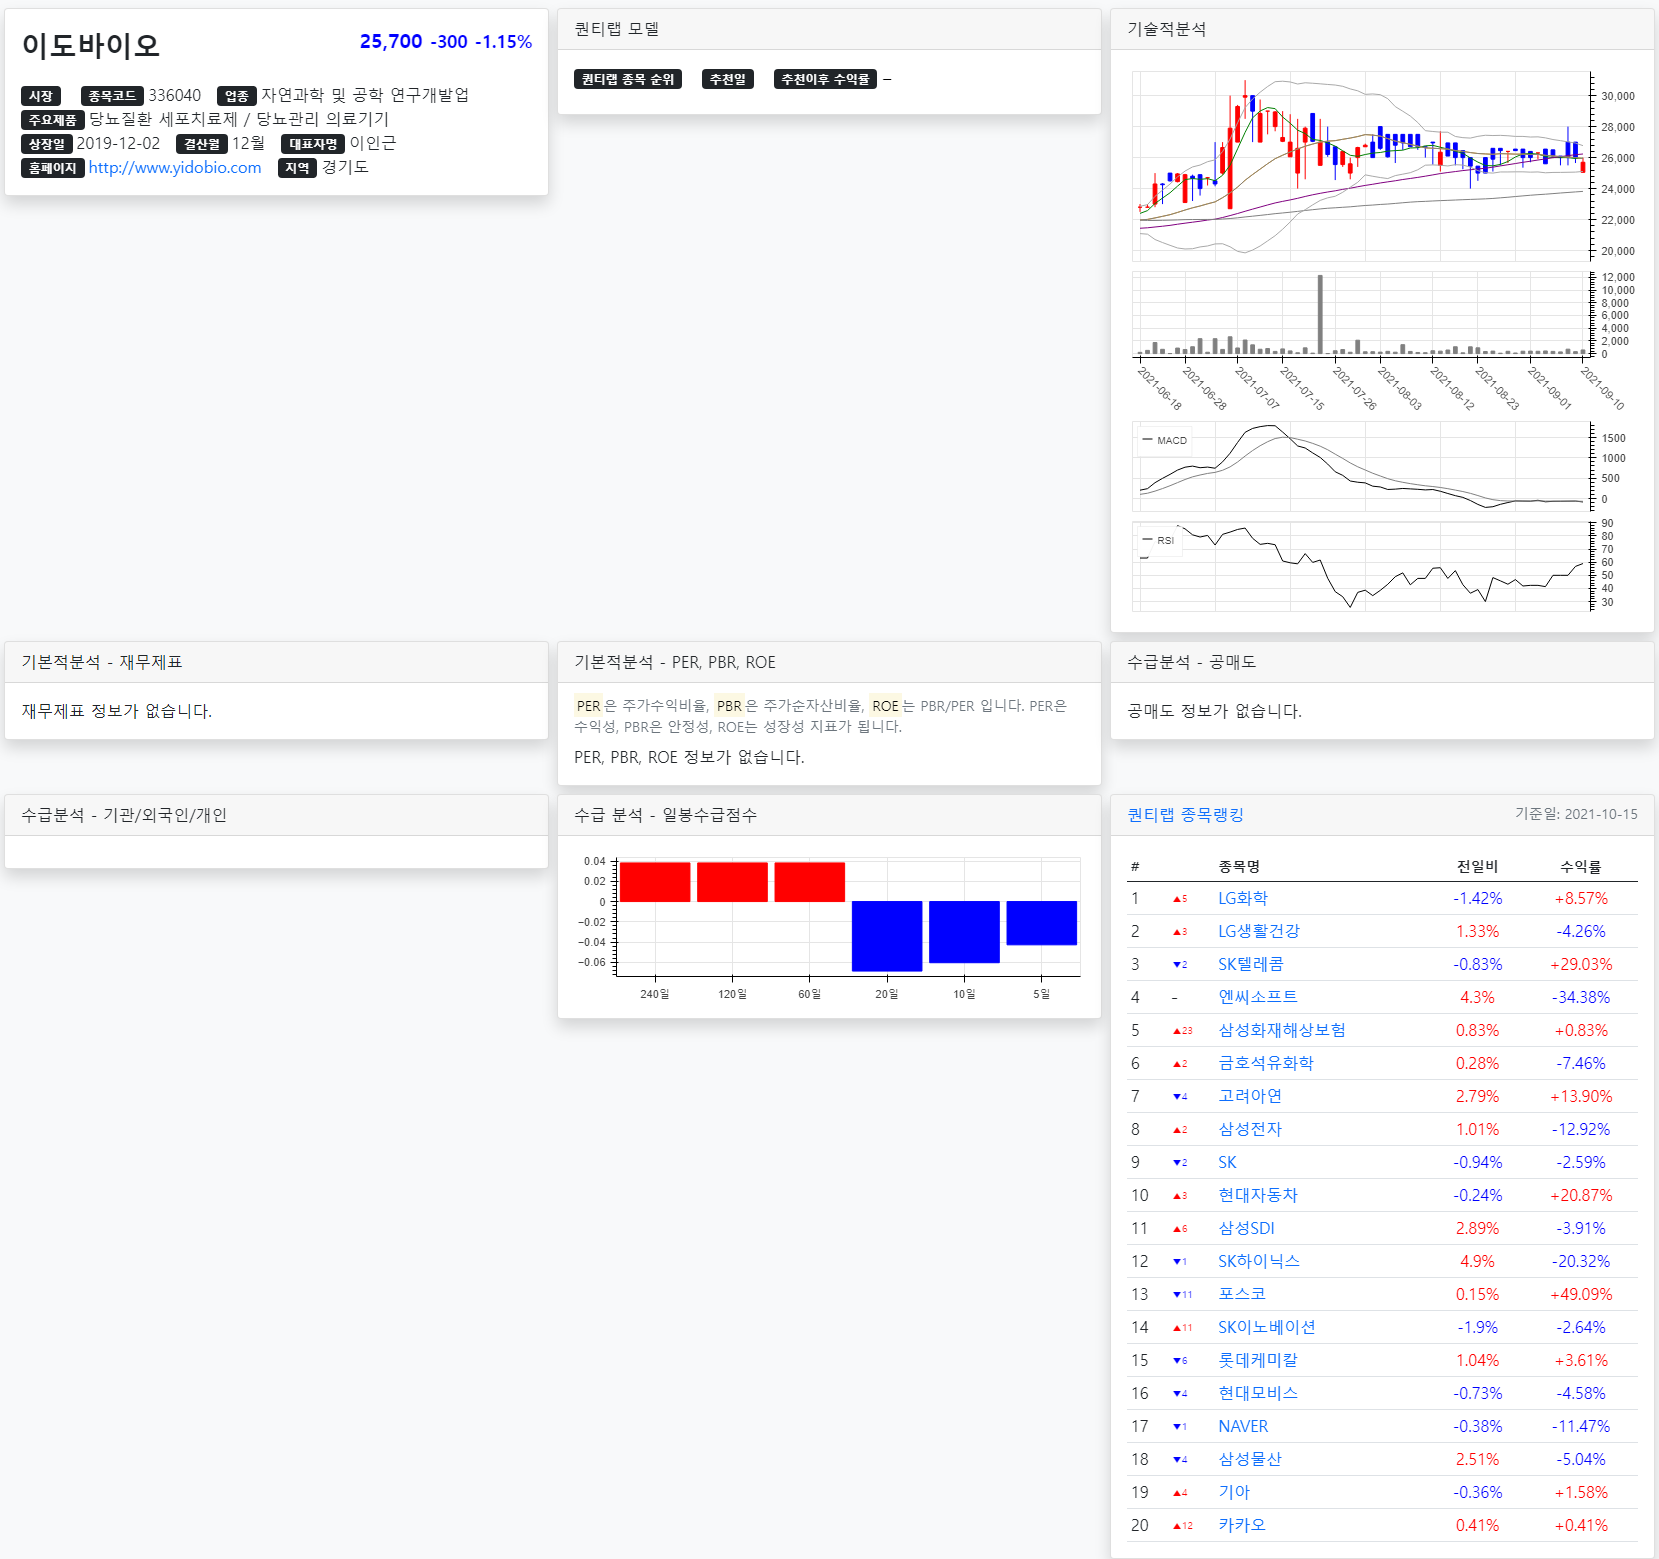 이도바이오
25,700 -300 -1.15%
시장 종목코드 336040 업종 자연과학 및 공학 연구개발업
주요제품 당뇨질환 세포치료제 / 당뇨관리 의료기기
상장일 2019-12-02 결산월 12월 대표자명 이인근
홈페이지 http://www.yidobio.com 지역 경기도
퀀티랩 모델
퀀티랩 종목 순위 추천일 추천이후 수익률 –
기술적분석
30,000
28,000
26,000
24,000
22,000
20,000
12,000
10,000
8,000
6,000
4,000
2,000
0
2021-06-18 2021-06-28 2021-07-07 2021-07-15 2021-07-26 2021-08-03 2021-08-12 2021-08-23 2021-09-01 2021-09-10
MACD
1500
1000
500
0
RSI
90
80
70
60
50
40
30
기본적분석 - 재무제표
재무제표 정보가 없습니다.
기본적분석 - PER, PBR, ROE
PER은 주가수익비율, PBR은 주가순자산비율, ROE는 PBR/PER 입니다. PER은
수익성, PBR은 안정성, ROE는 성장성 지표가 됩니다.
PER, PBR, ROE 정보가 없습니다.
수급분석 - 공매도
공매도 정보가 없습니다.
수급분석 - 기관/외국인/개인
수급 분석 - 일봉수급점수
0.04
0.02
0
−0.02
−0.04
−0.06
240일 120일 60일 20일 10일 5일
퀀티랩 종목랭킹 기준일: 2021-10-15
# 종목명 전일비 수익률
1 ▲5 LG화학 -1.42% +8.57%
2 ▲3 LG생활건강 1.33% -4.26%
3 ▼2 SK텔레콤 -0.83% +29.03%
4 - 엔씨소프트 4.3% -34.38%
5 ▲23 삼성화재해상보험 0.83% +0.83%
6 ▲2 금호석유화학 0.28% -7.46%
7 ▼4 고려아연 2.79% +13.90%
8 ▲2 삼성전자 1.01% -12.92%
9 ▼2 SK -0.94% -2.59%
10 ▲3 현대자동차 -0.24% +20.87%
11 ▲6 삼성SDI 2.89% -3.91%
12 ▼1 SK하이닉스 4.9% -20.32%
13 ▼11 포스코 0.15% +49.09%
14 ▲11 SK이노베이션 -1.9% -2.64%
15 ▼6 롯데케미칼 1.04% +3.61%
16 ▼4 현대모비스 -0.73% -4.58%
17 ▼1 NAVER -0.38% -11.47%
18 ▼4 삼성물산 2.51% -5.04%
19 ▲4 기아 -0.36% +1.58%
20 ▲12 카카오 0.41% +0.41%